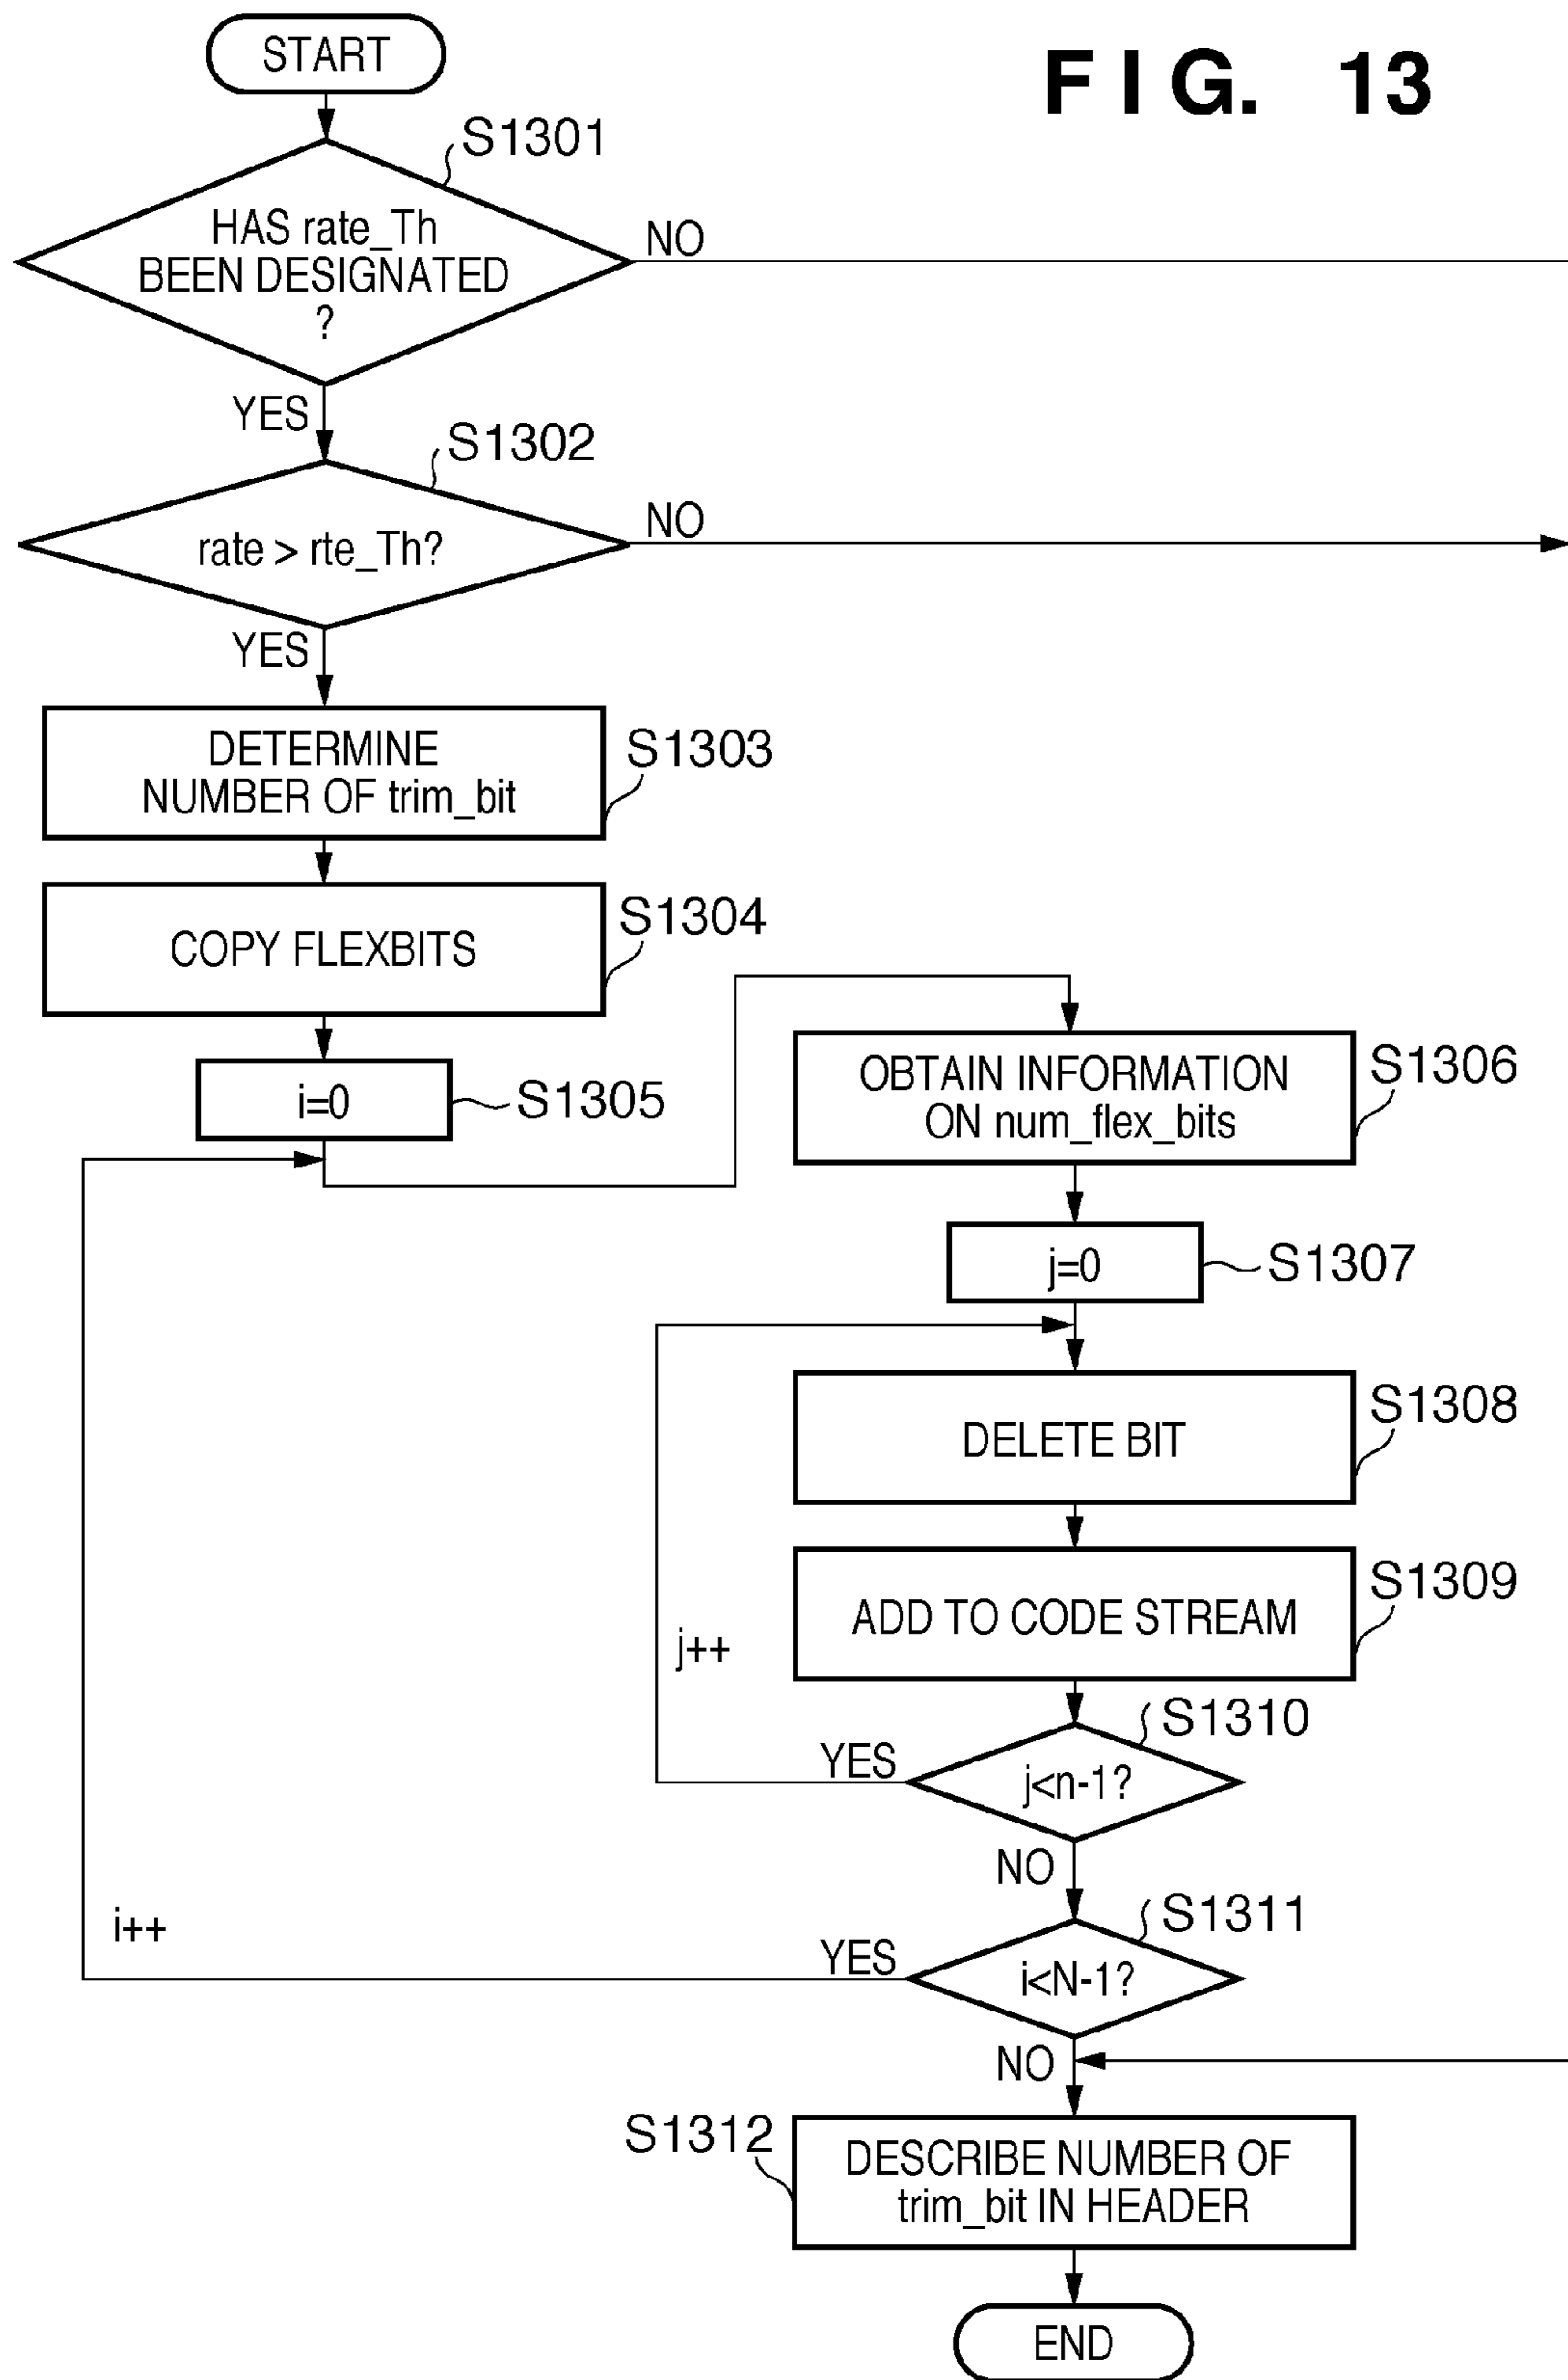 FIG. 13
START
S1301
HAS rate_Th
BEEN DESIGNATED
?
NO
YES
S1302
rate > rte_Th?
NO
YES
DETERMINE
NUMBER OF trim_bit
S1303
COPY FLEXBITS
S1304
i=0
S1305
OBTAIN INFORMATION
ON num_flex_bits
S1306
j=0
S1307
DELETE BIT
S1308
ADD TO CODE STREAM
S1309
j++
S1310
j<n-1?
YES
NO
S1311
i<N-1?
YES
i++
NO
S1312
DESCRIBE NUMBER OF
trim_bit IN HEADER
END